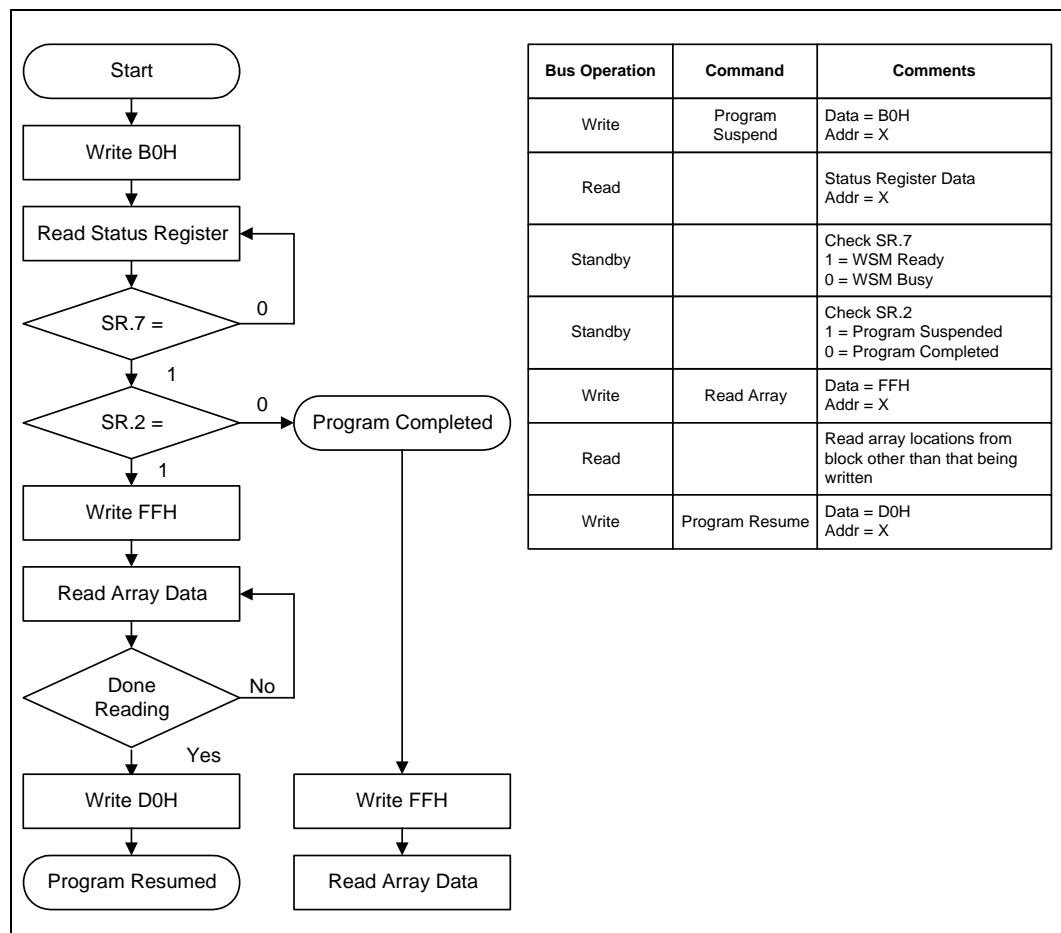 Start
Write B0H
Read Status Register
SR.7 =
0
1
SR.2 =
0
Program Completed
1
Write FFH
Read Array Data
Done
Reading
No
Yes
Write D0H
Program Resumed
Write FFH
Read Array Data
Bus Operation Command Comments
Write Program
Suspend Data = B0H
Addr = X
Read Status Register Data
Addr = X
Standby Check SR.7
1 = WSM Ready
0 = WSM Busy
Standby Check SR.2
1 = Program Suspended
0 = Program Completed
Write Read Array Data = FFH
Addr = X
Read Read array locations from
block other than that being
written
Write Program Resume Data = D0H
Addr = X